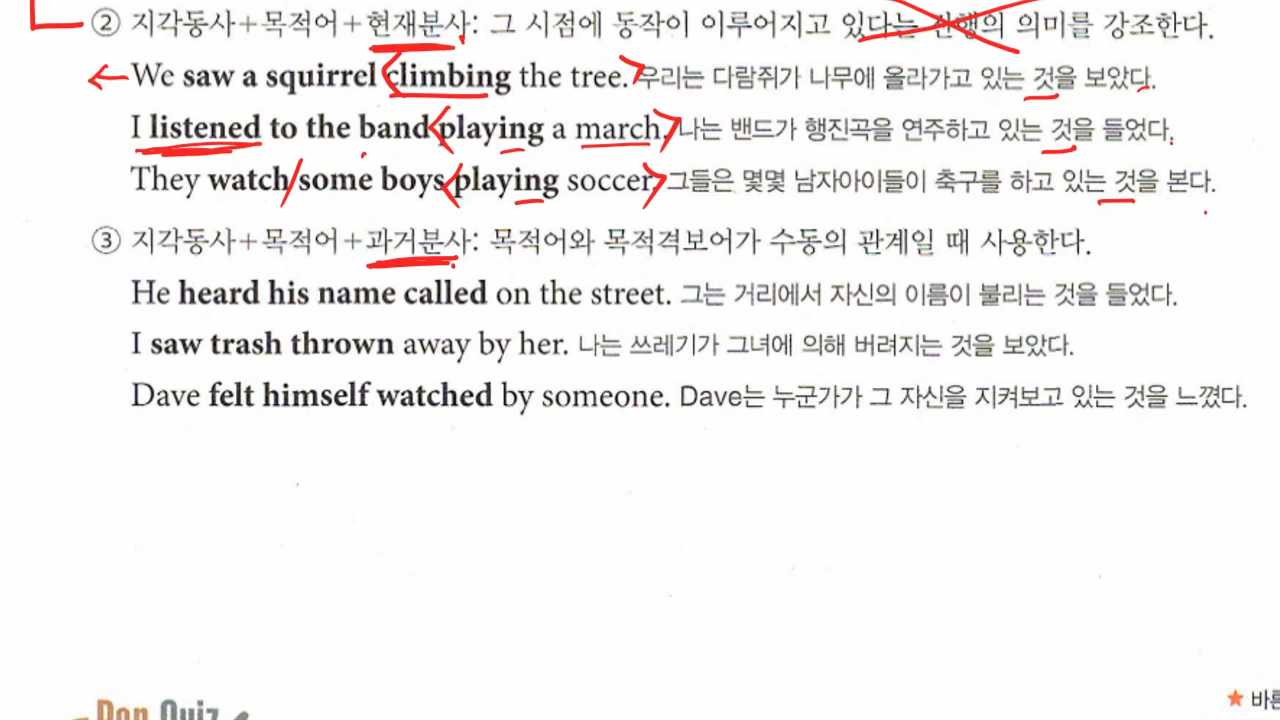 ② 지각동사+목적어+현재분사: 그 시점에 동작이 이루어지고 있다는 진행의 의미를 강조한다.
We saw a squirrel climbing the tree. 우리는 다람쥐가 나무에 올라가고 있는 것을 보았다.
I listened to the band playing a march. 나는 밴드가 행진곡을 연주하고 있는 것을 들었다.
They watch some boys playing soccer. 그들은 몇몇 남자아이들이 축구를 하고 있는 것을 본다.
③ 지각동사+목적어+과거분사: 목적어와 목적격보어가 수동의 관계일 때 사용한다.
He heard his name called on the street. 그는 거리에서 자신의 이름이 불리는 것을 들었다.
I saw trash thrown away by her. 나는 쓰레기가 그녀에 의해 버려지는 것을 보았다.
Dave felt himself watched by someone. Dave는 누군가가 그 자신을 지켜보고 있는 것을 느꼈다.
★ 바른
Pop Quiz